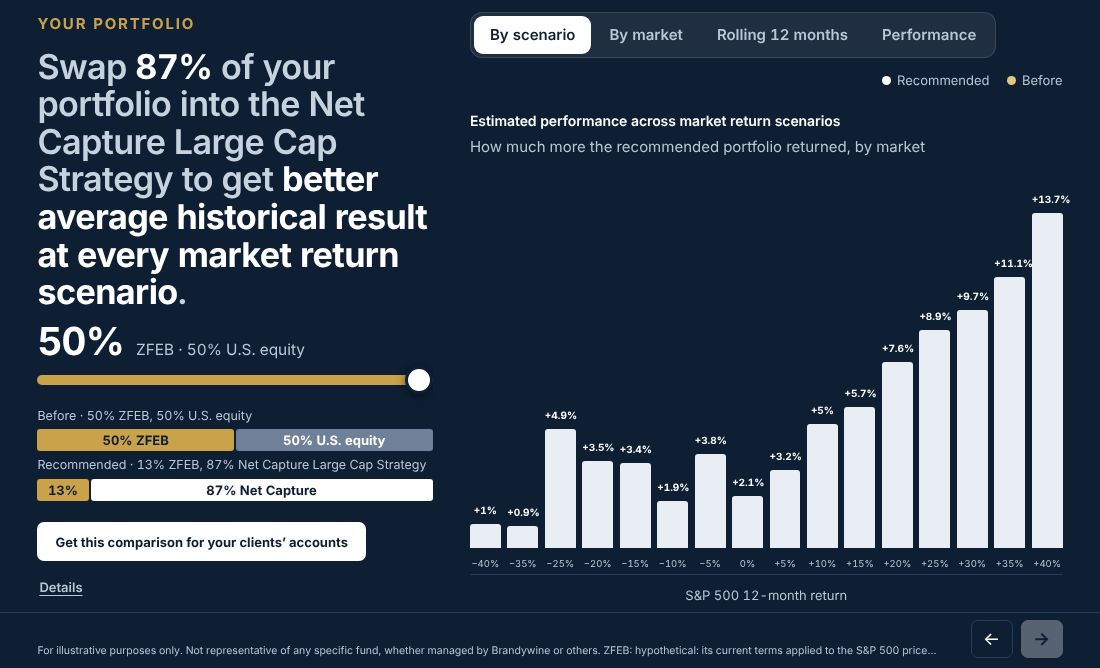 YOUR PORTFOLIO
Swap 87% of your
portfolio into the Net
Capture Large Cap
Strategy to get better
average historical result
at every market return
scenario.
50% ZFEB · 50% U.S. equity
Before · 50% ZFEB, 50% U.S. equity
50% ZFEB 50% U.S. equity
Recommended · 13% ZFEB, 87% Net Capture Large Cap Strategy
13% 87% Net Capture
Get this comparison for your clients’ accounts
Details
By scenario By market Rolling 12 months Performance
Recommended Before
Estimated performance across market return scenarios
How much more the recommended portfolio returned, by market
+1% +0.9% +4.9% +3.5% +3.4% +1.9% +3.8% +2.1% +3.2% +5% +5.7% +7.6% +8.9% +9.7% +11.1% +13.7%
−40% −35% −25% −20% −15% −10% −5% 0% +5% +10% +15% +20% +25% +30% +35% +40%
S&P 500 12-month return
For illustrative purposes only. Not representative of any specific fund, whether managed by Brandywine or others. ZFEB: hypothetical: its current terms applied to the S&P 500 price…
← →